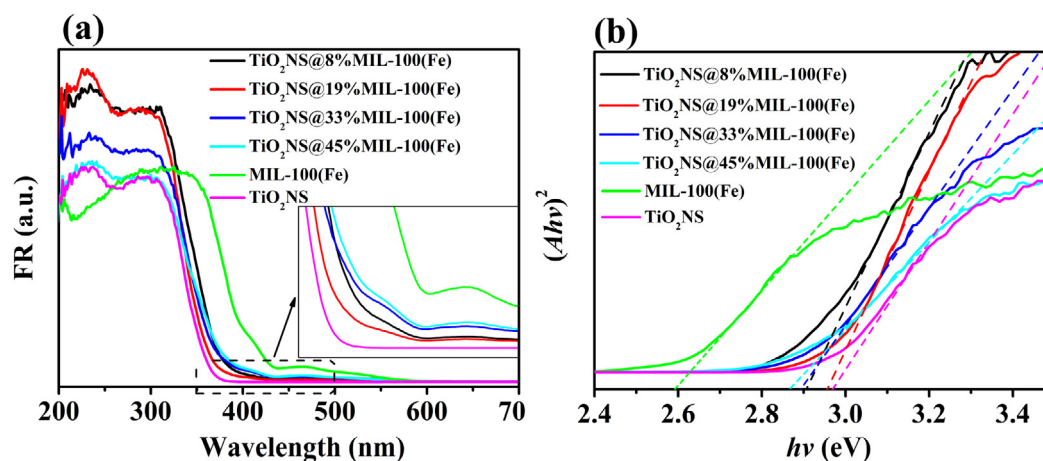 (a)
TiO₂NS@8%MIL-100(Fe)
TiO₂NS@19%MIL-100(Fe)
TiO₂NS@33%MIL-100(Fe)
TiO₂NS@45%MIL-100(Fe)
MIL-100(Fe)
TiO₂NS
FR (a.u.)
200 300 400 500 600 70
Wavelength (nm)
(b)
TiO₂NS@8%MIL-100(Fe)
TiO₂NS@19%MIL-100(Fe)
TiO₂NS@33%MIL-100(Fe)
TiO₂NS@45%MIL-100(Fe)
MIL-100(Fe)
TiO₂NS
(Ahν)²
2.4 2.6 2.8 3.0 3.2 3.4
hν (eV)